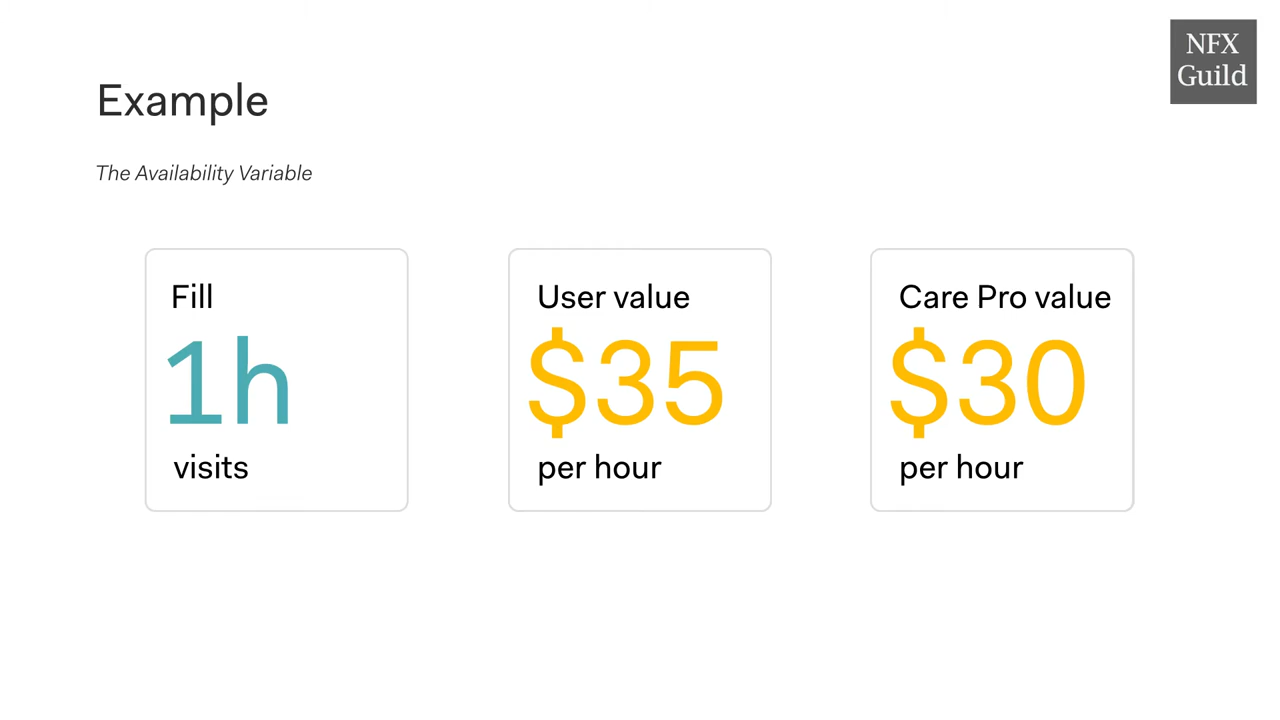 NFX
Guild
Example
The Availability Variable
Fill
1h
visits
User value
$35
per hour
Care Pro value
$30
per hour